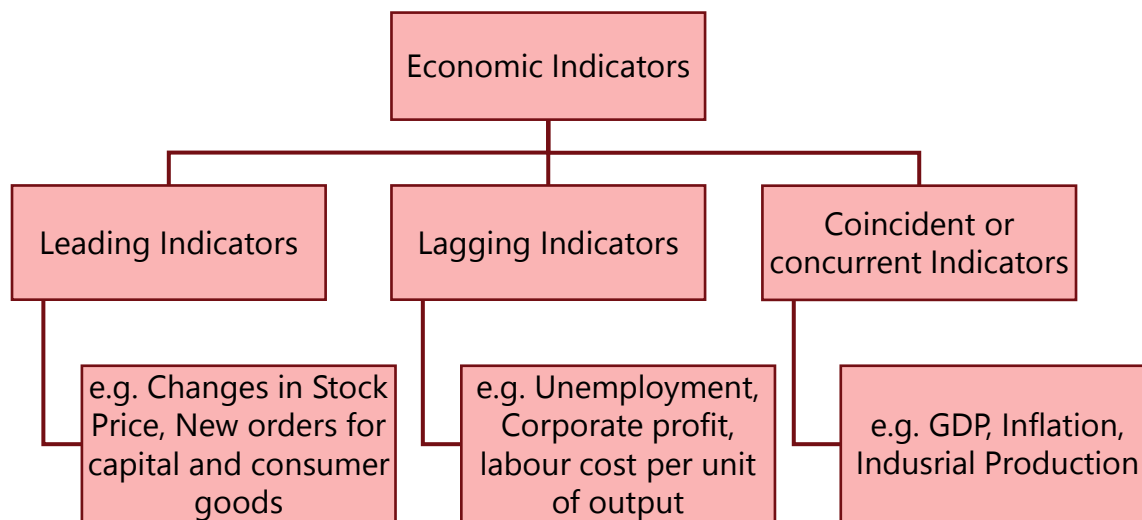 Economic Indicators
Leading Indicators
Lagging Indicators
Coincident or
concurrent Indicators
e.g. Changes in Stock
Price, New orders for
capital and consumer
goods
e.g. Unemployment,
Corporate profit,
labour cost per unit
of output
e.g. GDP, Inflation,
Indusrial Production